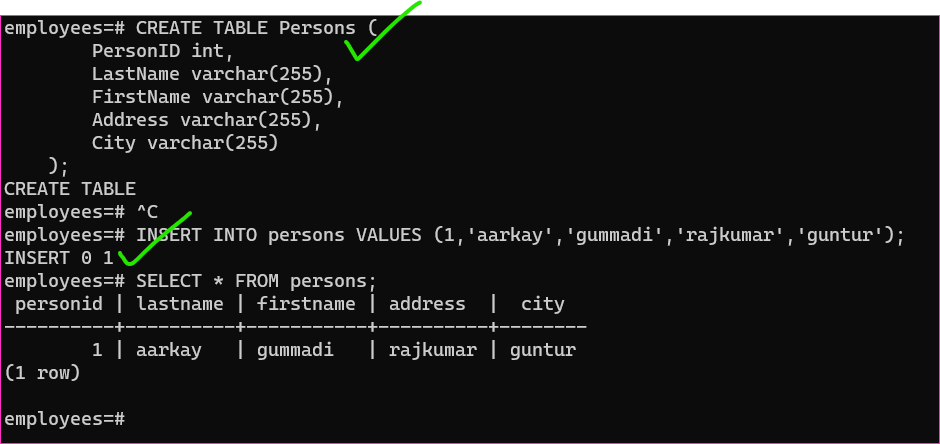 employees=# CREATE TABLE Persons (
        PersonID int,
        LastName varchar(255),
        FirstName varchar(255),
        Address varchar(255),
        City varchar(255)
    );
CREATE TABLE
employees=# ^C
employees=# INSERT INTO persons VALUES (1,'aarkay','gummadi','rajkumar','guntur');
INSERT 0 1
employees=# SELECT * FROM persons;
 personid | lastname | firstname | address  |  city
----------+----------+-----------+----------+--------
        1 | aarkay   | gummadi   | rajkumar | guntur
(1 row)
employees=#